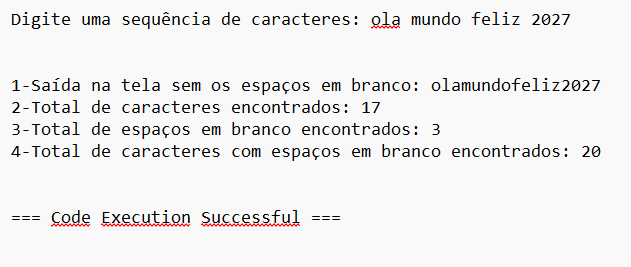 Digite uma sequência de caracteres: ola mundo feliz 2027
1-Saída na tela sem os espaços em branco: olamundofeliz2027
2-Total de caracteres encontrados: 17
3-Total de espaços em branco encontrados: 3
4-Total de caracteres com espaços em branco encontrados: 20
=== Code Execution Successful ===